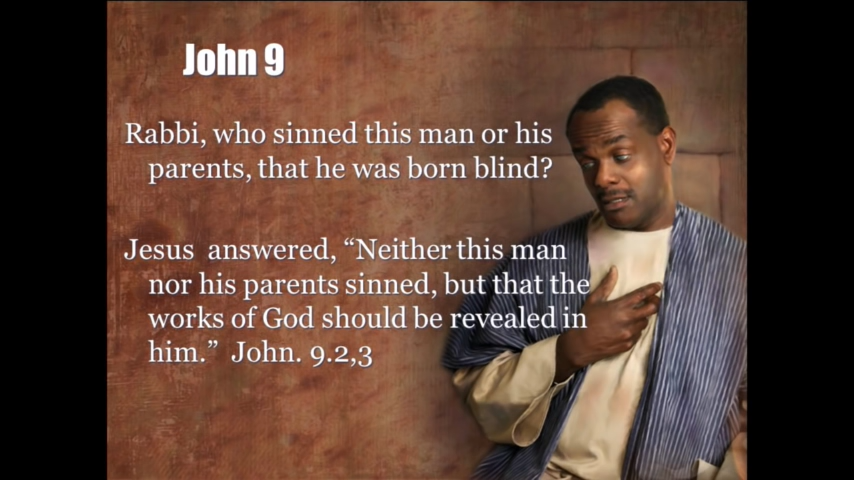 John 9
Rabbi, who sinned this man or his
parents, that he was born blind?
Jesus answered, “Neither this man
nor his parents sinned, but that the
works of God should be revealed in
him.” John. 9.2,3